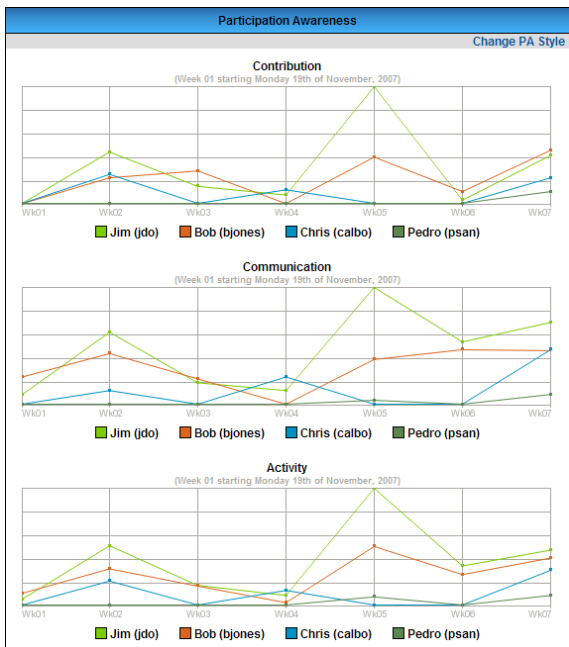 Participation Awareness
Change PA Style
Contribution
(Week 01 starting Monday 19th of November, 2007)
Wk01 Wk02 Wk03 Wk04 Wk05 Wk06 Wk07
Jim (jdo) Bob (bjones) Chris (calbo) Pedro (psan)
Communication
(Week 01 starting Monday 19th of November, 2007)
Wk01 Wk02 Wk03 Wk04 Wk05 Wk06 Wk07
Jim (jdo) Bob (bjones) Chris (calbo) Pedro (psan)
Activity
(Week 01 starting Monday 19th of November, 2007)
Wk01 Wk02 Wk03 Wk04 Wk05 Wk06 Wk07
Jim (jdo) Bob (bjones) Chris (calbo) Pedro (psan)